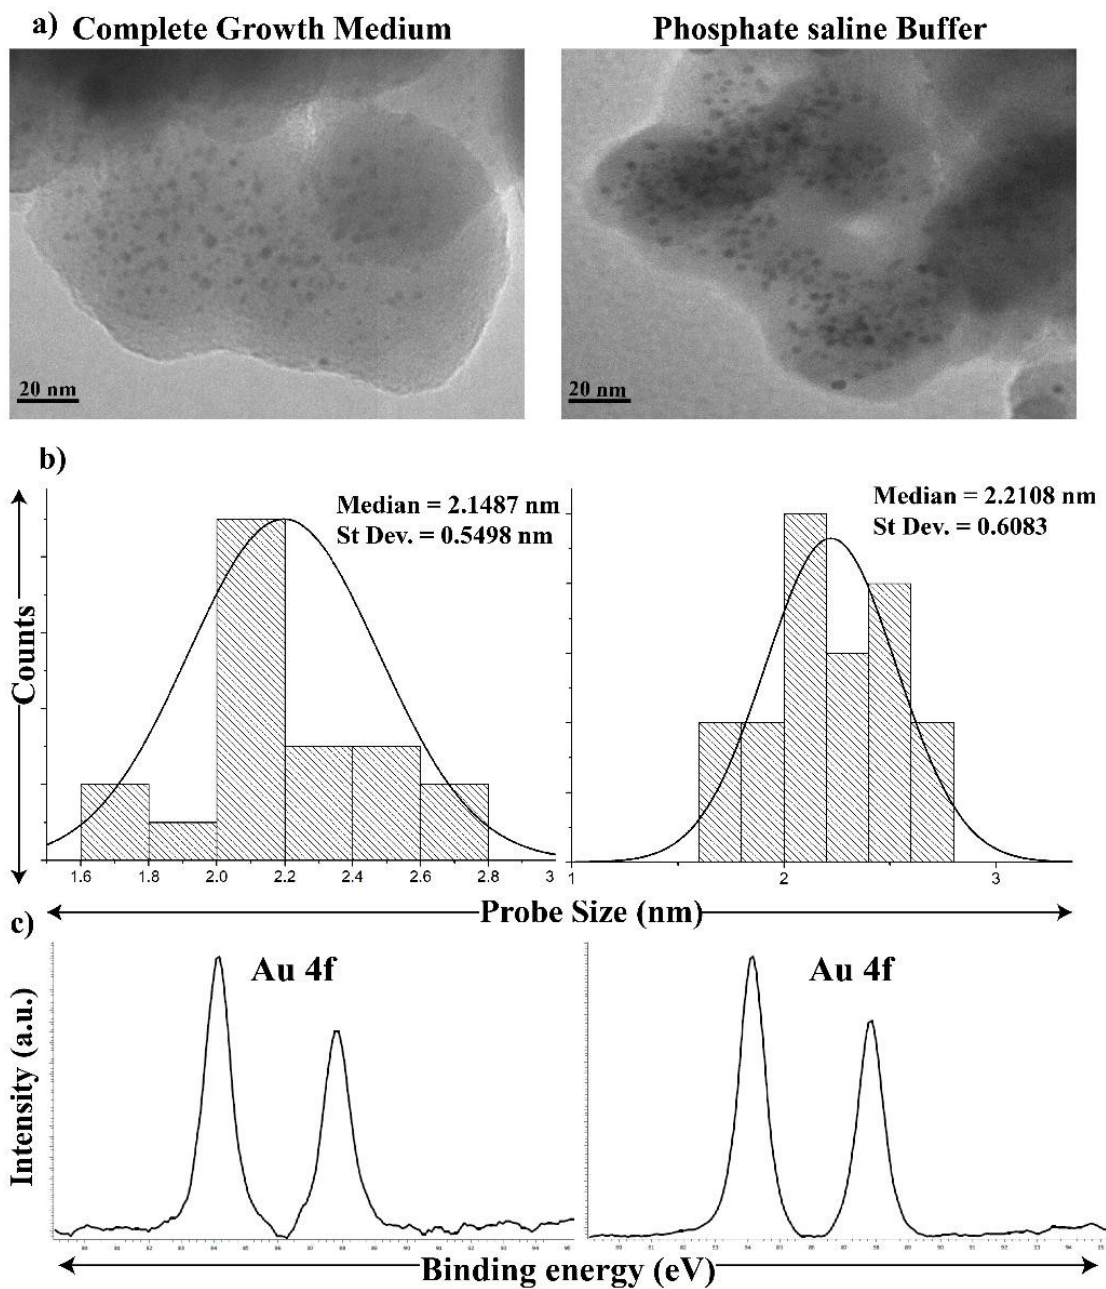 a) Complete Growth Medium
Phosphate saline Buffer
20 nm
20 nm
b)
Median = 2.1487 nm
St Dev. = 0.5498 nm
Median = 2.2108 nm
St Dev. = 0.6083
Counts
1.6 1.8 2.0 2.2 2.4 2.6 2.8 3
1 2 3
Probe Size (nm)
c)
Au 4f
Au 4f
Intensity (a.u.)
Binding energy (eV)